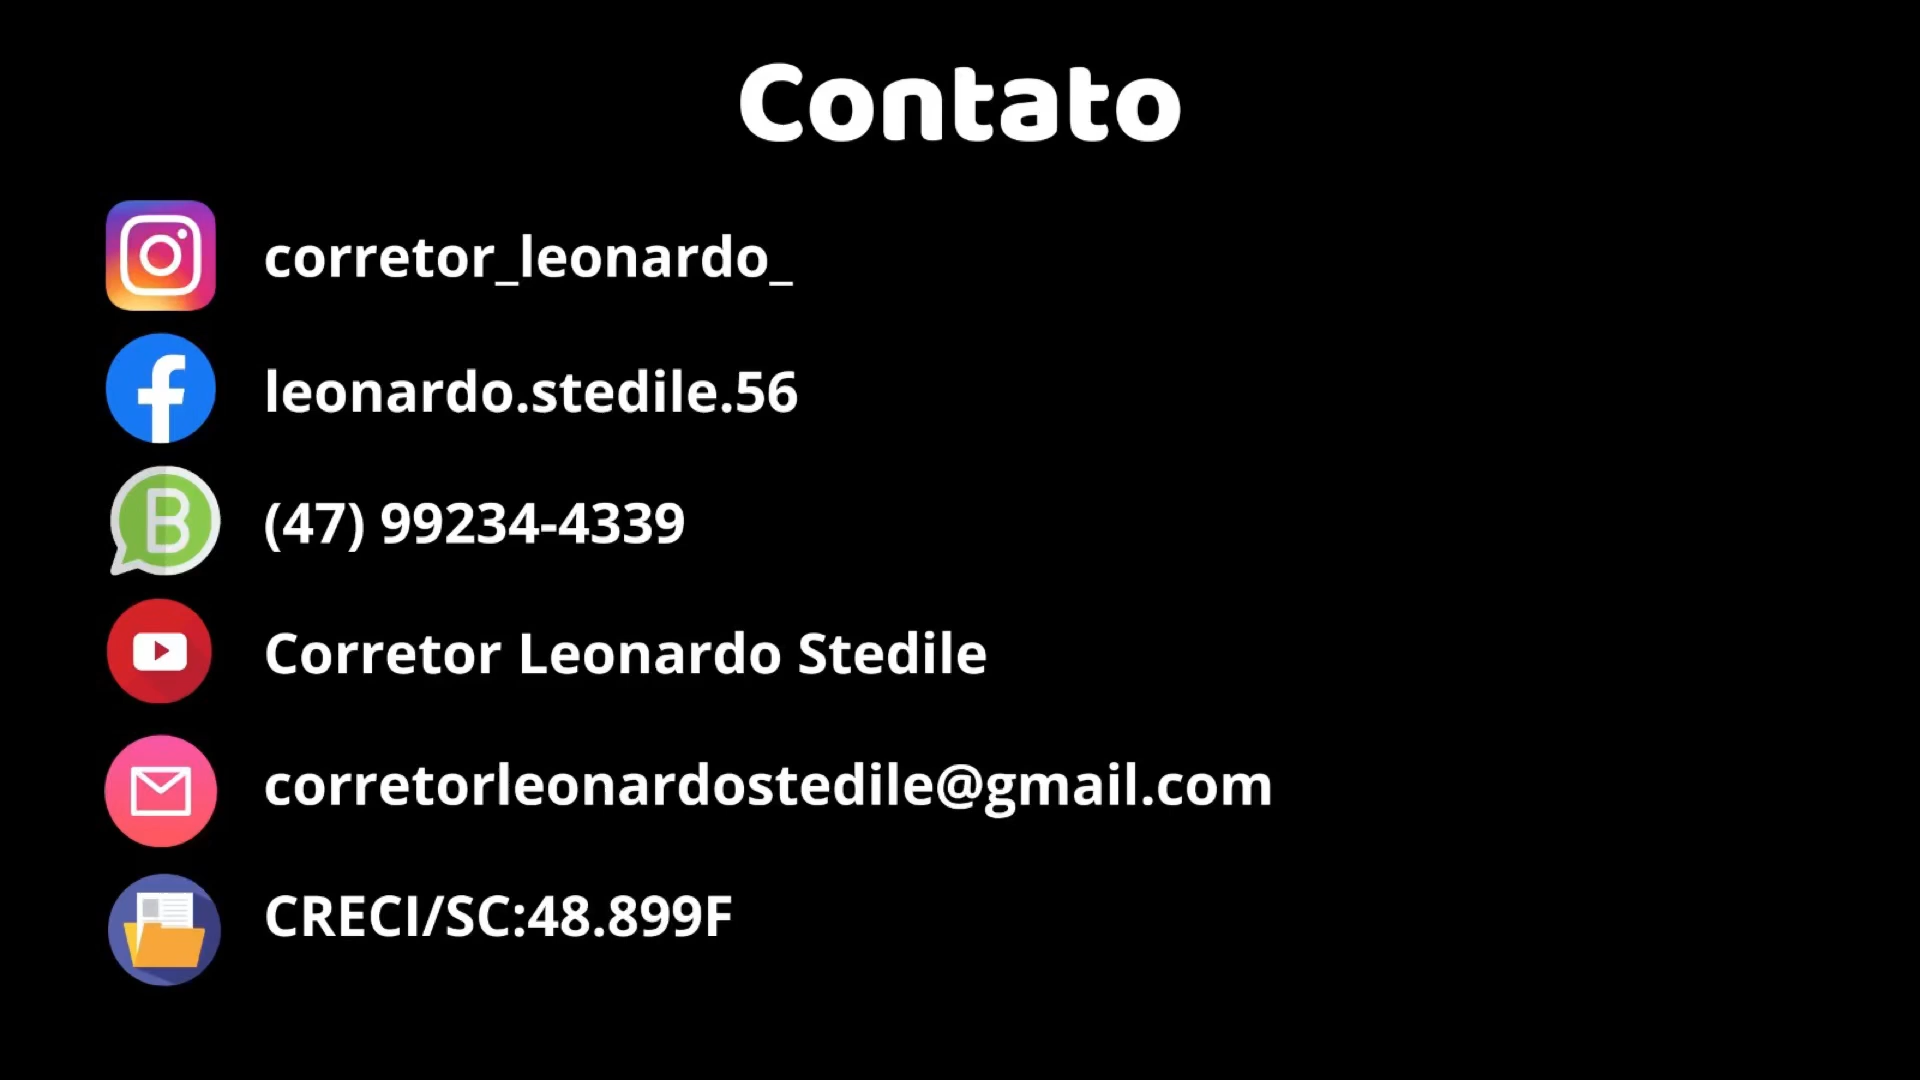 Contato
corretor_leonardo_
leonardo.stedile.56
(47) 99234-4339
Corretor Leonardo Stedile
corretorleonardostedile@gmail.com
CRECI/SC:48.899F